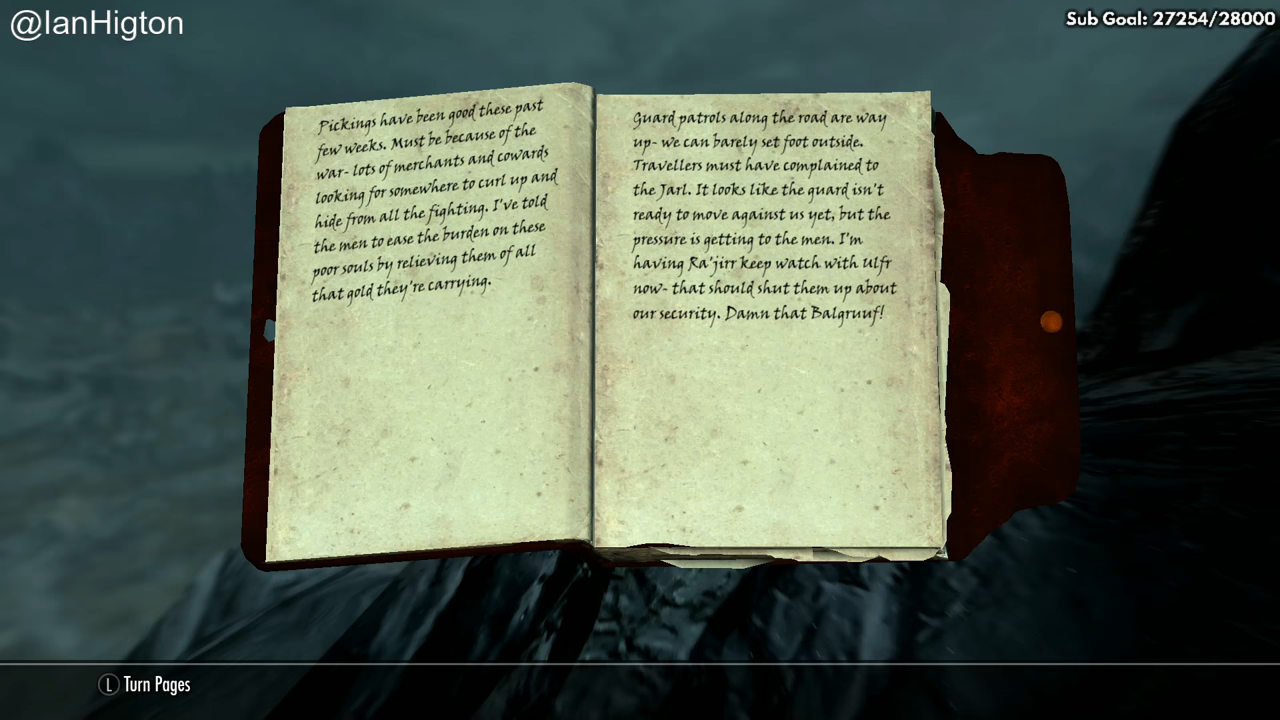 @IanHigton
Sub Goal: 27254/28000
Pickings have been good these past
few weeks. Must be because of the
war- lots of merchants and cowards
looking for somewhere to curl up and
hide from all the fighting. I've told
the men to ease the burden on these
poor souls by relieving them of all
that gold they're carrying.
Guard patrols along the road are way
up- we can barely set foot outside.
Travellers must have complained to
the Jarl. It looks like the guard isn't
ready to move against us yet, but the
pressure is getting to the men. I'm
having Ra'jirr keep watch with Ulfr
now- that should shut them up about
our security. Damn that Balgruuf!
L Turn Pages